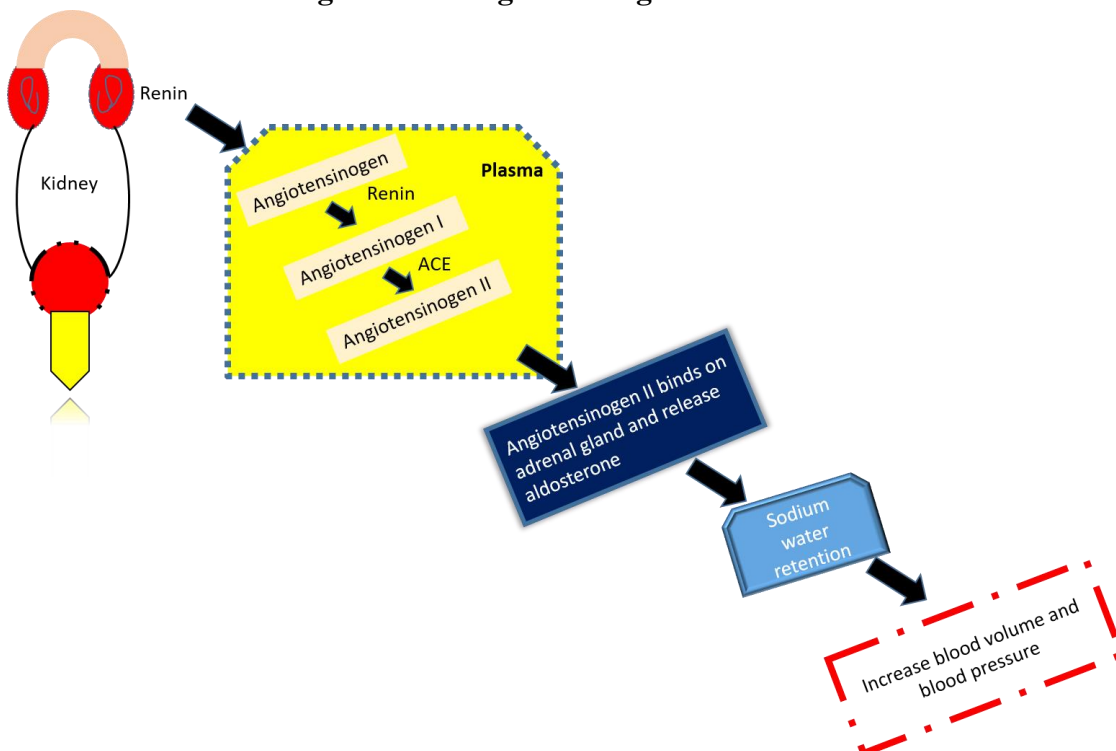 Renin
Kidney
Plasma
Angiotensinogen
Renin
Angiotensinogen I
ACE
Angiotensinogen II
Angiotensinogen II binds on
adrenal gland and release
aldosterone
Sodium
water
retention
Increase blood volume and
blood pressure